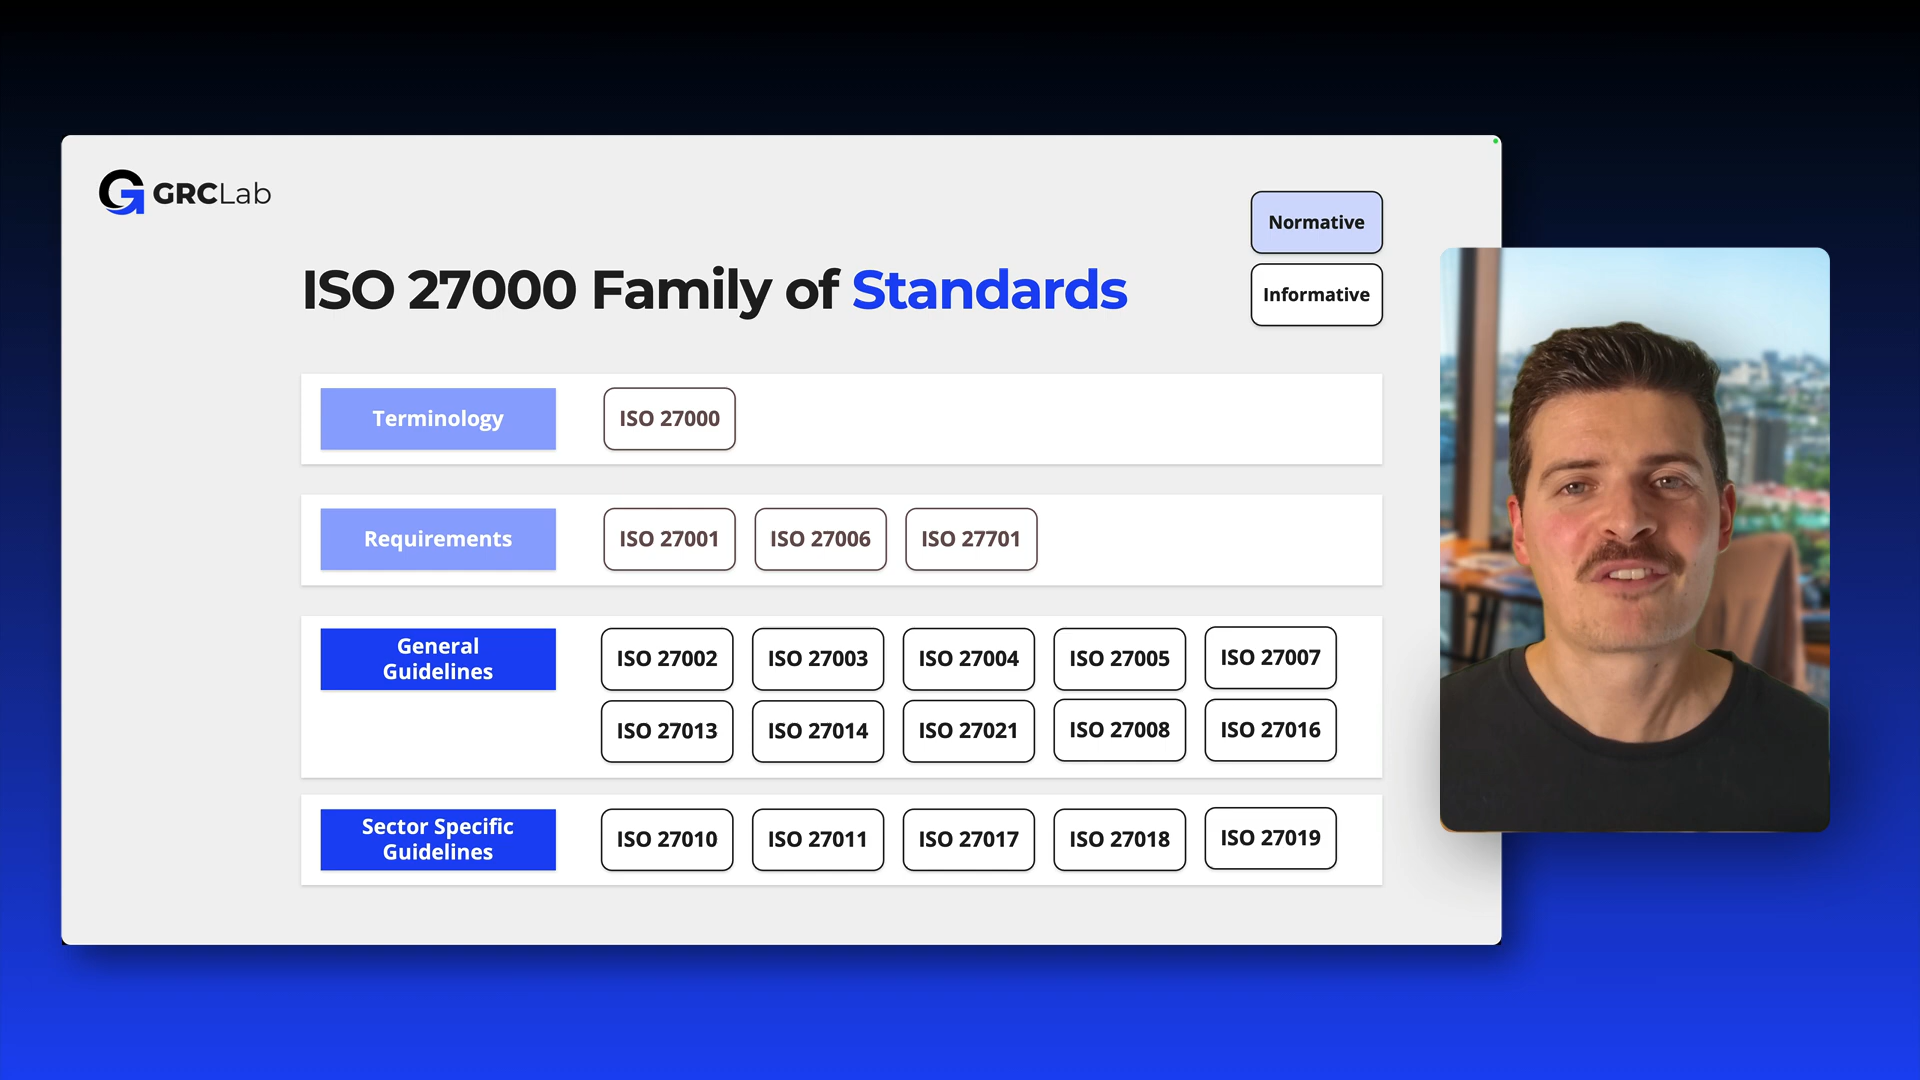 GRCLab
Normative
Informative
ISO 27000 Family of Standards
Terminology
ISO 27000
Requirements
ISO 27001
ISO 27006
ISO 27701
General
Guidelines
ISO 27002
ISO 27003
ISO 27004
ISO 27005
ISO 27007
ISO 27013
ISO 27014
ISO 27021
ISO 27008
ISO 27016
Sector Specific
Guidelines
ISO 27010
ISO 27011
ISO 27017
ISO 27018
ISO 27019